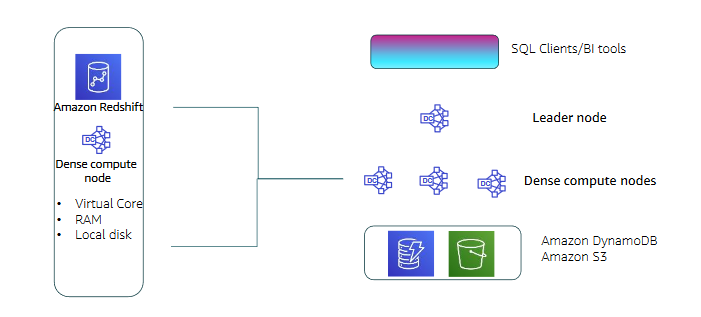 Amazon Redshift
DC
Dense compute
node
• Virtual Core
• RAM
• Local disk
SQL Clients/BI tools
DC
Leader node
DC DC DC
Dense compute nodes
Amazon DynamoDB
Amazon S3